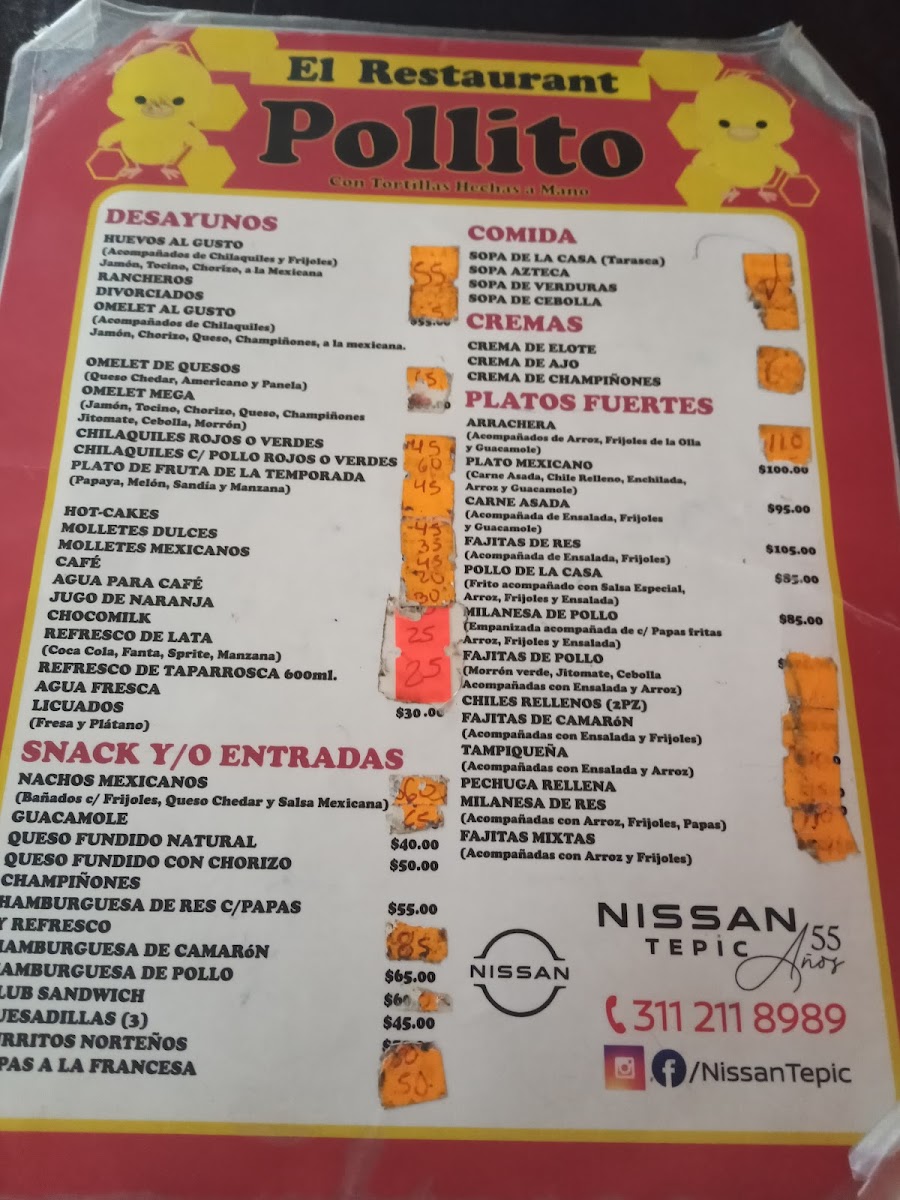 El Restaurant
Pollito
Con Tortillas Hechas a Mano
DESAYUNOS
HUEVOS AL GUSTO
(Acompañados de Chilaquiles y Frijoles)
Jamón, Tocino, Chorizo, a la Mexicana
RANCHEROS
DIVORCIADOS
OMELET AL GUSTO
(Acompañados de Chilaquiles)
Jamón, Chorizo, Queso, Champiñones, a la mexicana.
55
OMELET DE QUESOS
(Queso Chedar, Americano y Panela)
OMELET MEGA
(Jamón, Tocino, Chorizo, Queso, Champiñones
Jitomate, Cebolla, Morrón)
CHILAQUILES ROJOS O VERDES 45
CHILAQUILES C/ POLLO ROJOS O VERDES 60
PLATO DE FRUTA DE LA TEMPORADA 45
(Papaya, Melón, Sandía y Manzana)
HOT-CAKES 45
MOLLETES DULCES 35
MOLLETES MEXICANOS 45
CAFÉ 20
AGUA PARA CAFÉ
JUGO DE NARANJA 30
CHOCOMILK
REFRESCO DE LATA 25
(Coca Cola, Fanta, Sprite, Manzana)
REFRESCO DE TAPARROSCA 600ml. 25
AGUA FRESCA
LICUADOS $30.00
(Fresa y Plátano)
SNACK Y/O ENTRADAS
NACHOS MEXICANOS 60
(Bañados c/ Frijoles, Queso Chedar y Salsa Mexicana)
GUACAMOLE 65
QUESO FUNDIDO NATURAL $40.00
QUESO FUNDIDO CON CHORIZO $50.00
CHAMPIÑONES
HAMBURGUESA DE RES C/PAPAS $55.00
Y REFRESCO
HAMBURGUESA DE CAMARóN 85
AMBURGUESA DE POLLO $65.00
LUB SANDWICH
UESADILLAS (3) $45.00
RRITOS NORTEÑOS
PAS A LA FRANCESA 50
COMIDA
SOPA DE LA CASA (Tarasca)
SOPA AZTECA
SOPA DE VERDURAS
SOPA DE CEBOLLA
CREMAS
CREMA DE ELOTE
CREMA DE AJO
CREMA DE CHAMPIÑONES
PLATOS FUERTES
ARRACHERA 110
(Acompañados de Arroz, Frijoles de la Olla
y Guacamole)
PLATO MEXICANO $100.00
(Carne Asada, Chile Relleno, Enchilada,
Arroz y Guacamole)
CARNE ASADA $95.00
(Acompañada de Ensalada, Frijoles
y Guacamole)
FAJITAS DE RES $105.00
(Acompañada de Ensalada, Frijoles)
POLLO DE LA CASA $85.00
(Frito acompañado con Salsa Especial,
Arroz, Frijoles y Ensalada)
MILANESA DE POLLO $85.00
(Empanizada acompañada de c/ Papas fritas
Arroz, Frijoles y Ensalada)
FAJITAS DE POLLO
(Morrón verde, Jitomate, Cebolla
Acompañadas con Ensalada y Arroz)
CHILES RELLENOS (2PZ)
FAJITAS DE CAMARóN
(Acompañadas con Ensalada y Frijoles)
TAMPIQUEÑA
(Acompañadas con Ensalada y Arroz)
PECHUGA RELLENA
MILANESA DE RES
(Acompañadas con Arroz, Frijoles, Papas)
FAJITAS MIXTAS
(Acompañadas con Arroz y Frijoles)
NISSAN
NISSAN
TEPIC
55
Años
311 211 8989
/NissanTepic